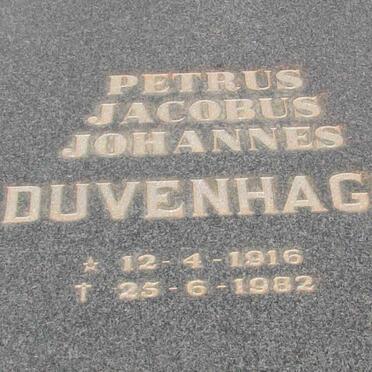 PETRUS
JACOBUS
JOHANNES
DUVENHAG
☆ 12-4-1916
† 25-6-1982